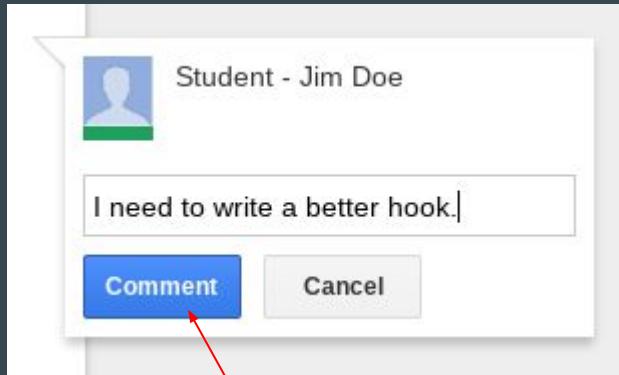 Student - Jim Doe
I need to write a better hook.
Comment Cancel